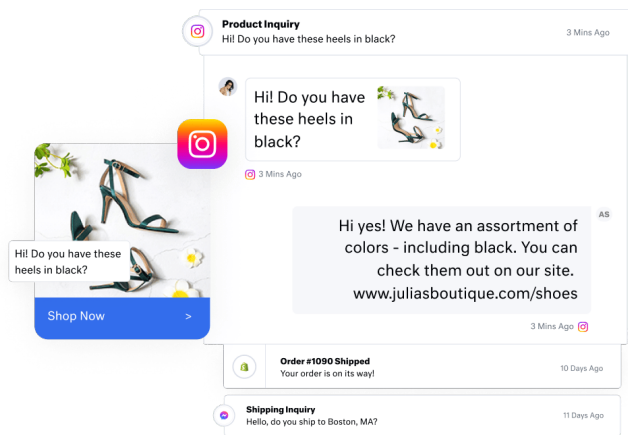 Product Inquiry
Hi! Do you have these heels in black?
3 Mins Ago
Hi! Do you have
these heels in
black?
3 Mins Ago
Hi! Do you have these
heels in black?
Shop Now >
AS
Hi yes! We have an assortment of
colors - including black. You can
check them out on our site.
www.juliasboutique.com/shoes
3 Mins Ago
Order #1090 Shipped
Your order is on its way!
10 Days Ago
Shipping Inquiry
Hello, do you ship to Boston, MA?
11 Days Ago